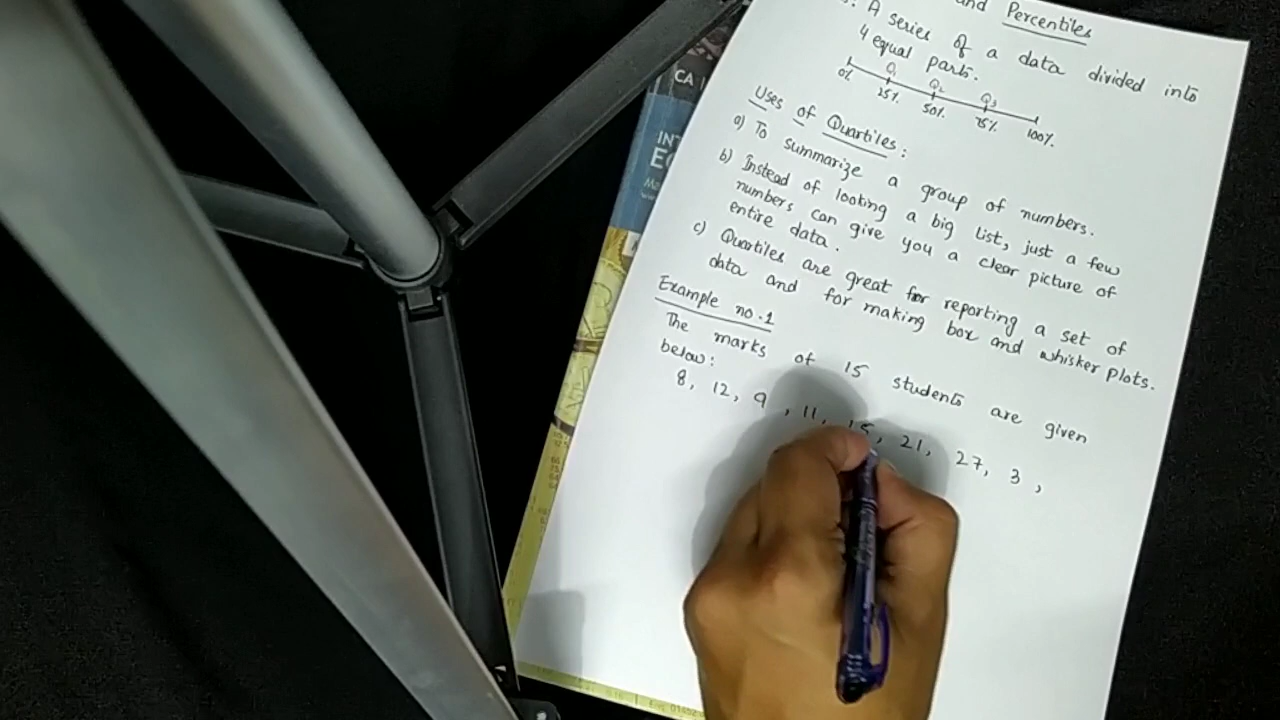 and Percentiles
A series of a data divided into
4 equal parts.
Q1 Q2 Q3
0% 25% 50% 75% 100%
Uses of Quartiles:
a) To summarize a group of numbers.
b) Instead of looking a big list, just a few
numbers can give you a clear picture of
entire data.
c) Quartiles are great for reporting a set of
data and for making box and whisker plots.
Example no.1
The marks of 15 students are given
below:
8, 12, 9, 11, 15, 21, 27, 3,
CA